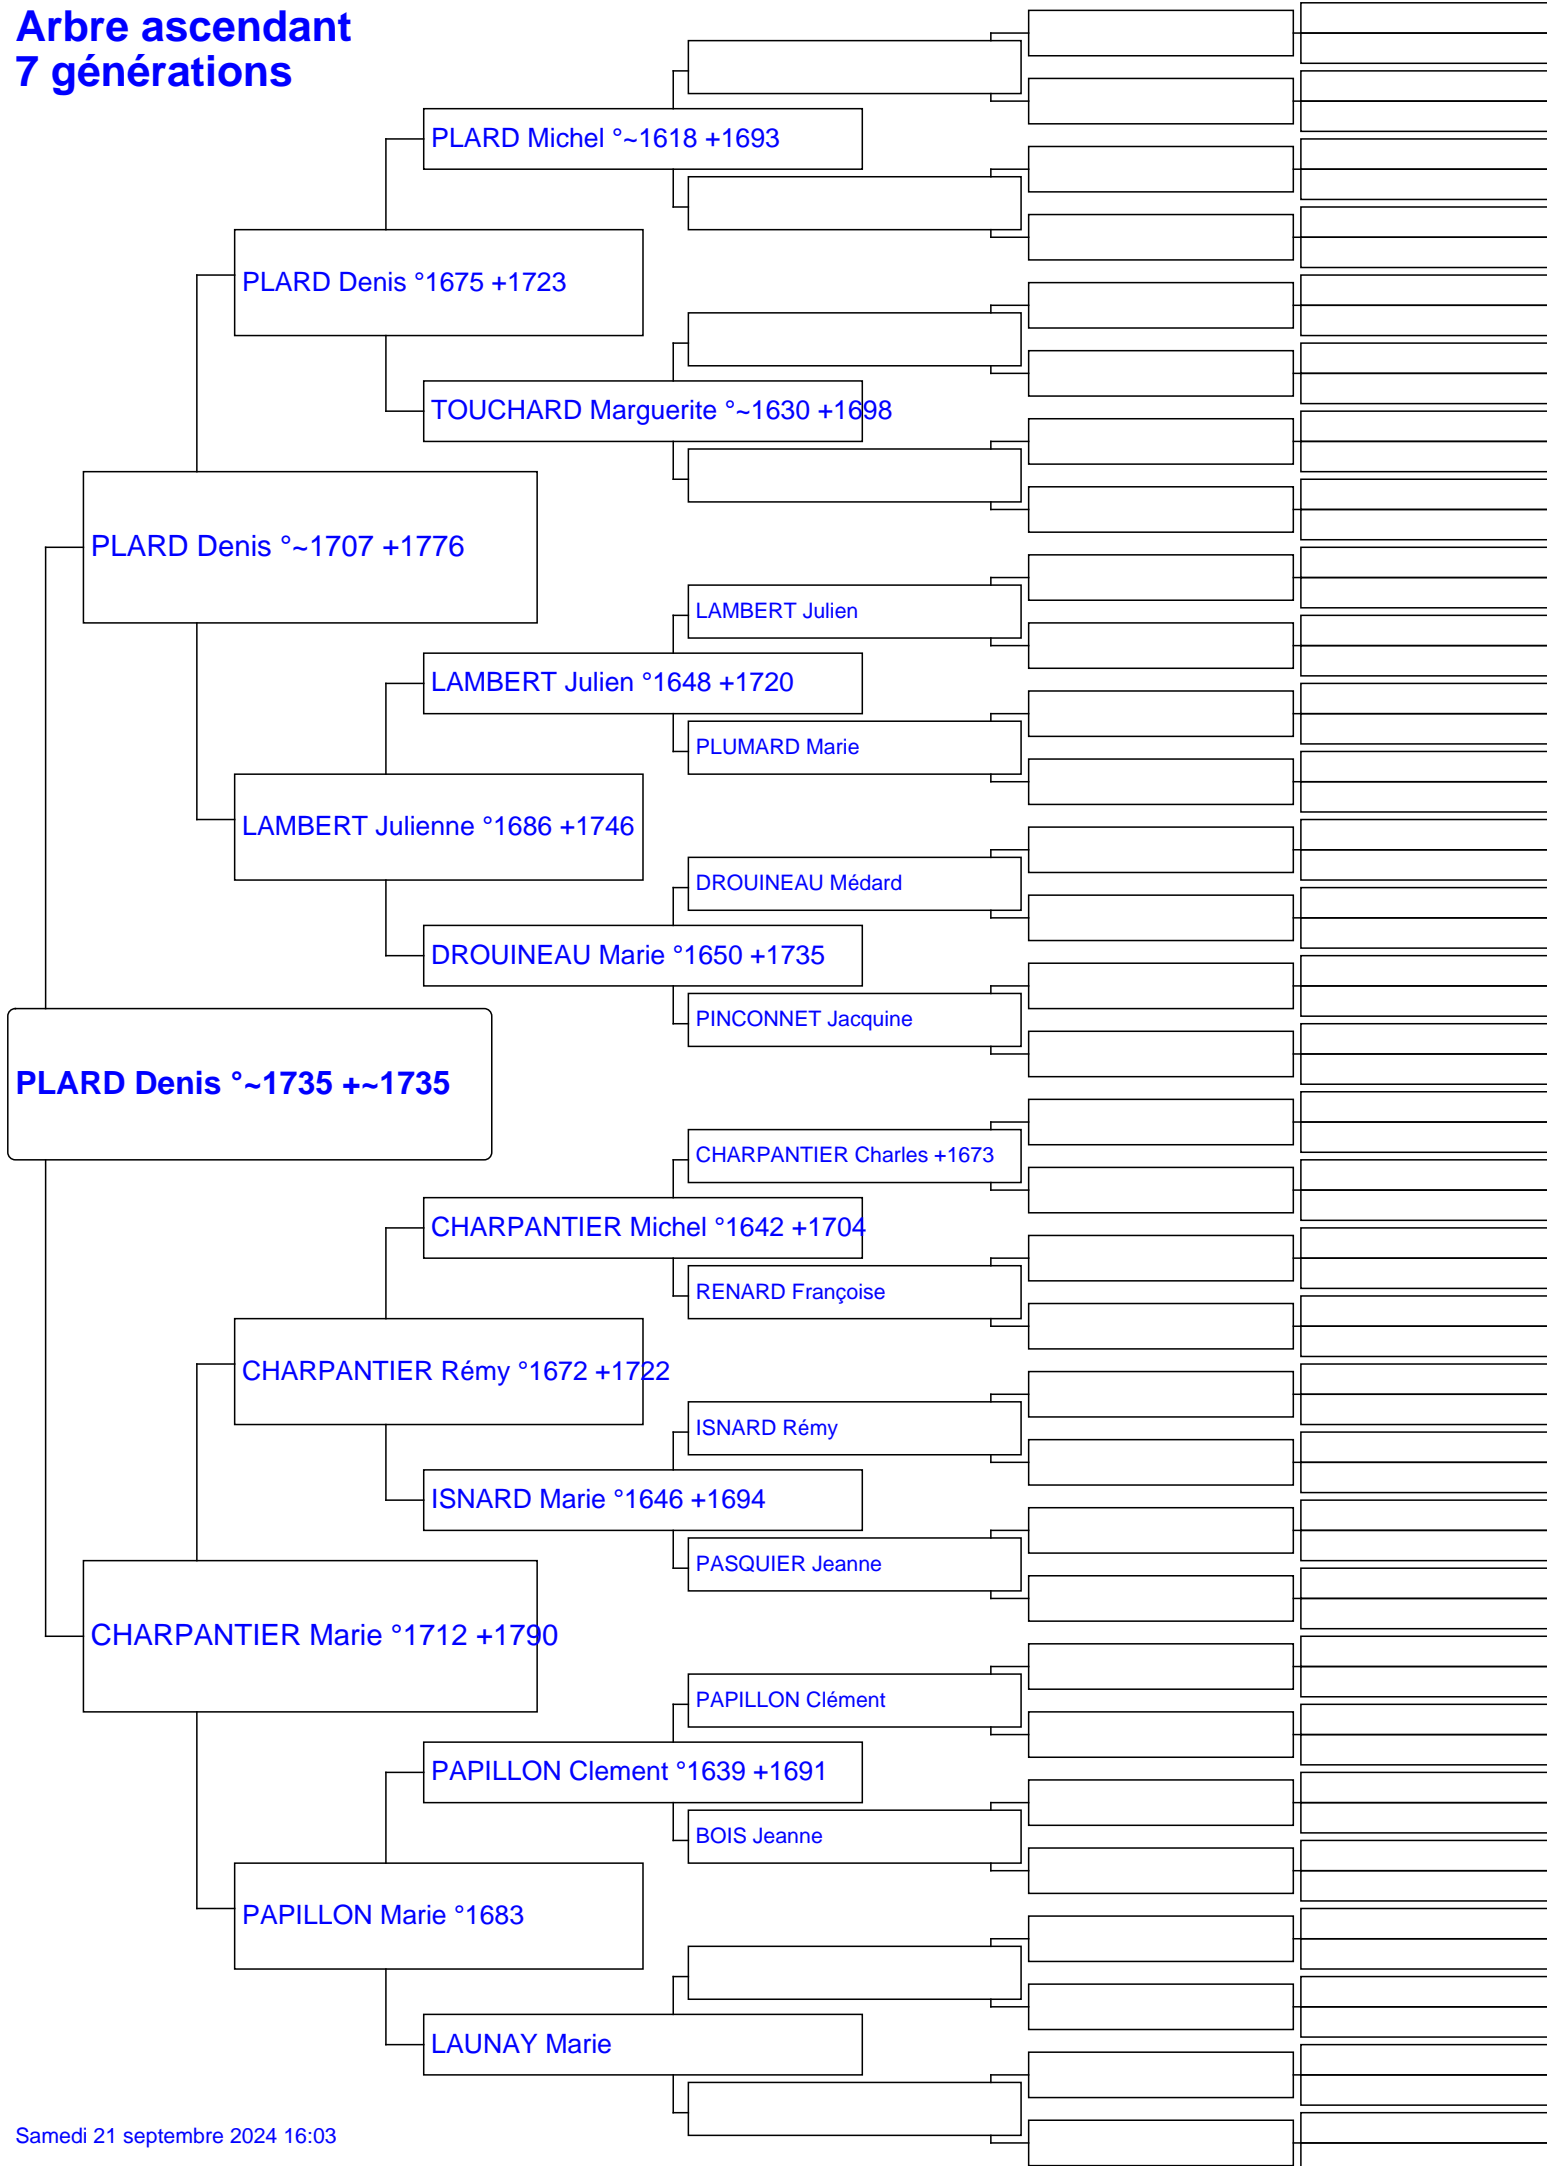 Arbre ascendant
7 générations
PLARD Michel °~1618 +1693
PLARD Denis °1675 +1723
TOUCHARD Marguerite °~1630 +1698
PLARD Denis °~1707 +1776
LAMBERT Julien
LAMBERT Julien °1648 +1720
PLUMARD Marie
LAMBERT Julienne °1686 +1746
DROUINEAU Médard
DROUINEAU Marie °1650 +1735
PINCONNET Jacquine
PLARD Denis °~1735 +~1735
CHARPANTIER Charles +1673
CHARPANTIER Michel °1642 +1704
RENARD Françoise
CHARPANTIER Rémy °1672 +1722
ISNARD Rémy
ISNARD Marie °1646 +1694
PASQUIER Jeanne
CHARPANTIER Marie °1712 +1790
PAPILLON Clément
PAPILLON Clement °1639 +1691
BOIS Jeanne
PAPILLON Marie °1683
LAUNAY Marie
Samedi 21 septembre 2024 16:03